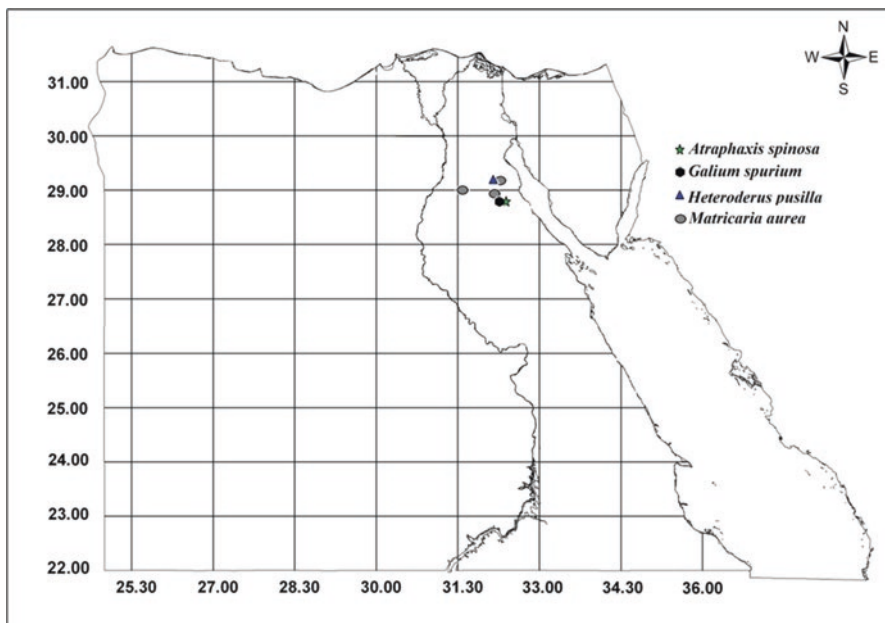 N
W E
S
31.00
30.00
29.00
28.00
27.00
26.00
25.00
24.00
23.00
22.00
25.30 27.00 28.30 30.00 31.30 33.00 34.30 36.00
Atraphaxis spinosa
Galium spurium
Heteroderus pusilla
Matricaria aurea